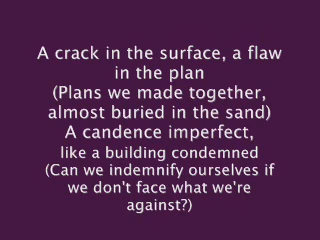 A crack in the surface, a flaw
in the plan
(Plans we made together,
almost buried in the sand)
A candence imperfect,
like a building condemned
(Can we indemnify ourselves if
we don't face what we're
against?)